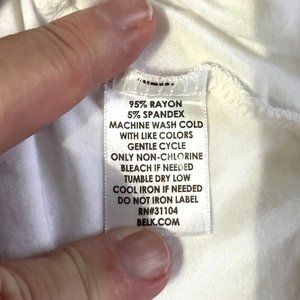 95% RAYON
5% SPANDEX
MACHINE WASH COLD
WITH LIKE COLORS
GENTLE CYCLE
ONLY NON-CHLORINE
BLEACH IF NEEDED
TUMBLE DRY LOW
COOL IRON IF NEEDED
DO NOT IRON LABEL
RN#31104
BELK.COM